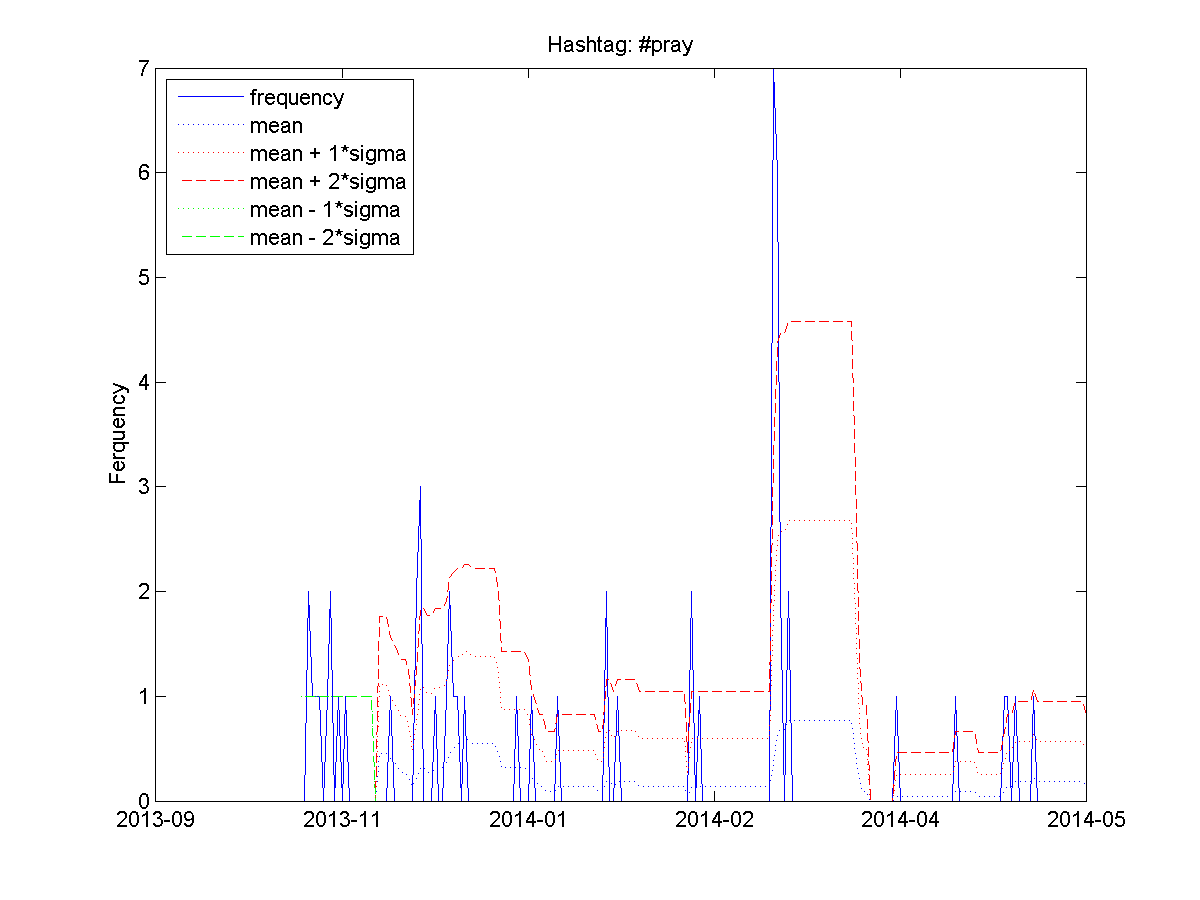 Hashtag: #pray
7
6
5
4
3
2
1
0
Ferquency
frequency
mean
mean + 1*sigma
mean + 2*sigma
mean - 1*sigma
mean - 2*sigma
2013-09
2013-11
2014-01
2014-02
2014-04
2014-05